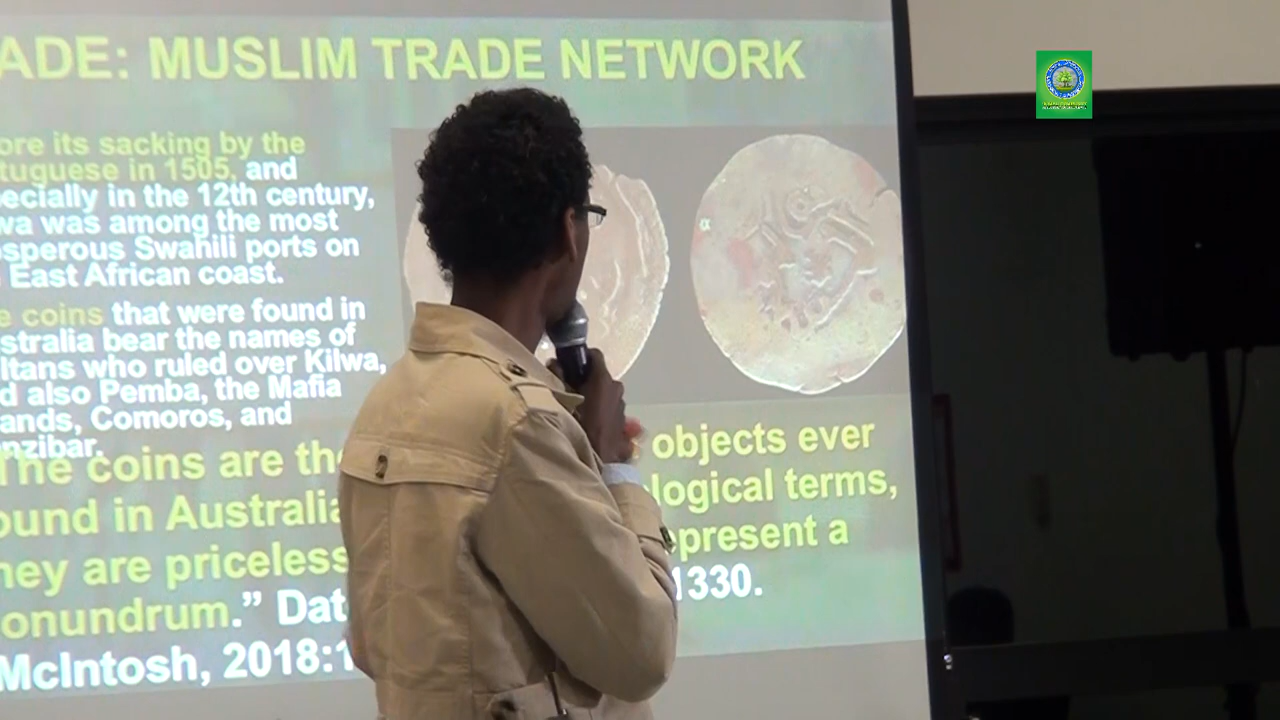 ADE: MUSLIM TRADE NETWORK
ore its sacking by the
tuguese in 1505, and
pecially in the 12th century,
wa was among the most
osperous Swahili ports on
East African coast.
e coins that were found in
stralia bear the names of
ltans who ruled over Kilwa,
d also Pemba, the Mafia
ands, Comoros, and
nzibar.
The coins are the objects ever
ound in Australia ological terms,
hey are priceless epresent a
onundrum.” Dat 1330.
McIntosh, 2018:1